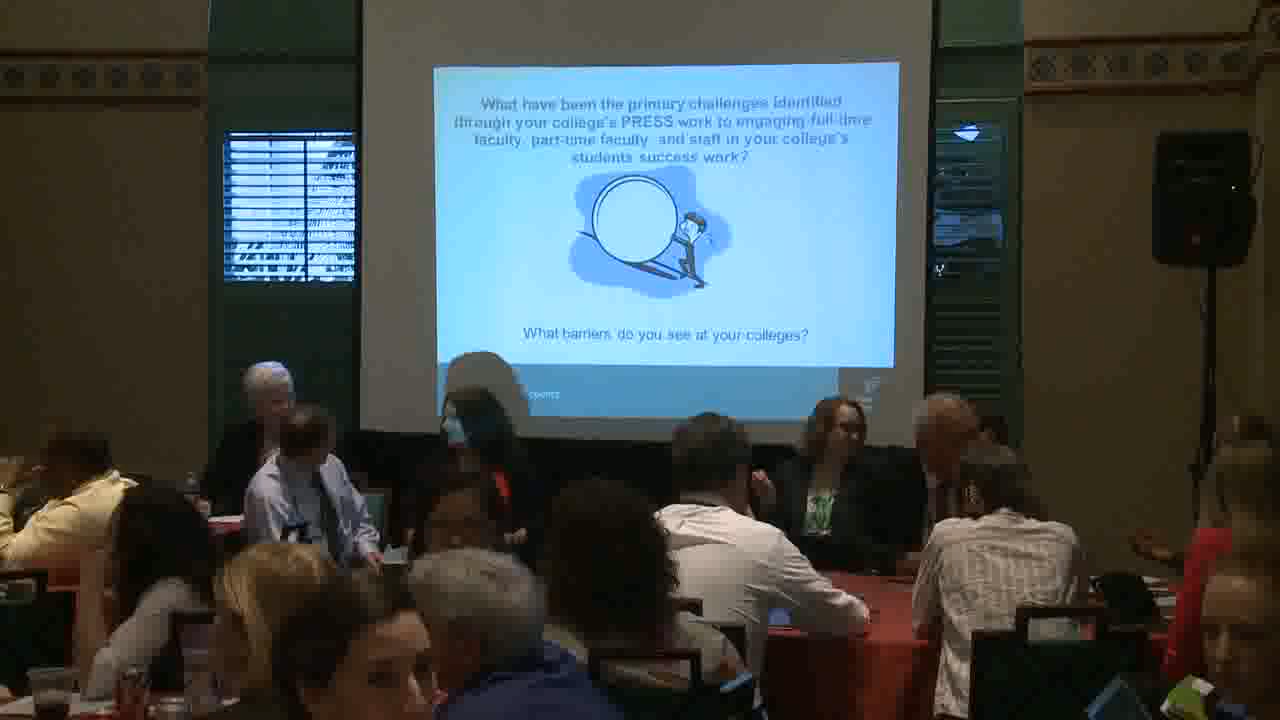 What have been the primary challenges identified
through your college's PRESS work to engaging full-time
faculty, part-time faculty, and staff in your college's
students success work?
What barriers do you see at your colleges?